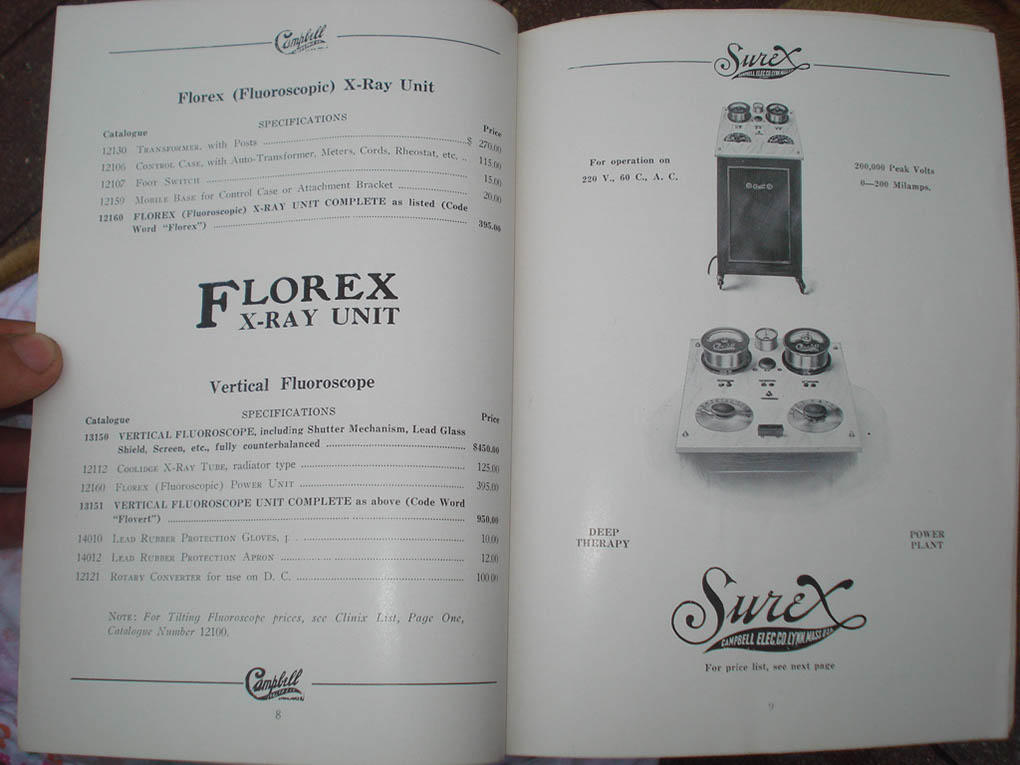 Campbell
Florex (Fluoroscopic) X-Ray Unit
SPECIFICATIONS
Catalogue Price
12130 Transformer, with Posts $ 270.00
12106 Control Case, with Auto-Transformer, Meters, Cords, Rheostat, etc. .. 115.00
12107 Foot Switch 15.00
12159 Mobile Base for Control Case or Attachment Bracket 20.00
12160 FLOREX (Fluoroscopic) X-RAY UNIT COMPLETE as listed (Code
Word "Florex") 395.00
FLOREX
X-RAY UNIT
Vertical Fluoroscope
SPECIFICATIONS
Catalogue Price
13150 VERTICAL FLUOROSCOPE, including Shutter Mechanism, Lead Glass
Shield, Screen, etc., fully counterbalanced $450.00
12112 Coolidge X-Ray Tube, radiator type 125.00
12160 Florex (Fluoroscopic) Power Unit 395.00
13151 VERTICAL FLUOROSCOPE UNIT COMPLETE as above (Code Word
"Flovert") 950.00
14010 Lead Rubber Protection Gloves, 10.00
14012 Lead Rubber Protection Apron 12.00
12121 Rotary Converter for use on D. C. 100.00
Note: For Tilting Fluoroscope prices, see Clinix List, Page One,
Catalogue Number 12100.
Campbell
8
Surex
CAMPBELL ELEC. CO. LYNN, MASS. U.S.A.
For operation on
220 V., 60 C., A. C.
200,000 Peak Volts
0—200 Milamps.
Campbell
DEEP
THERAPY
POWER
PLANT
Surex
CAMPBELL ELEC. CO. LYNN, MASS. U.S.A.
For price list, see next page
9